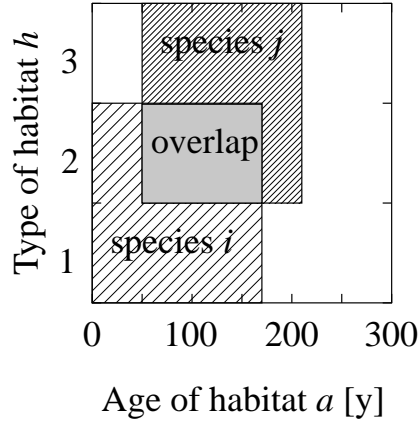 Type of habitat h
3
2
1
species j
overlap
species i
0
100
200
300
Age of habitat a [y]